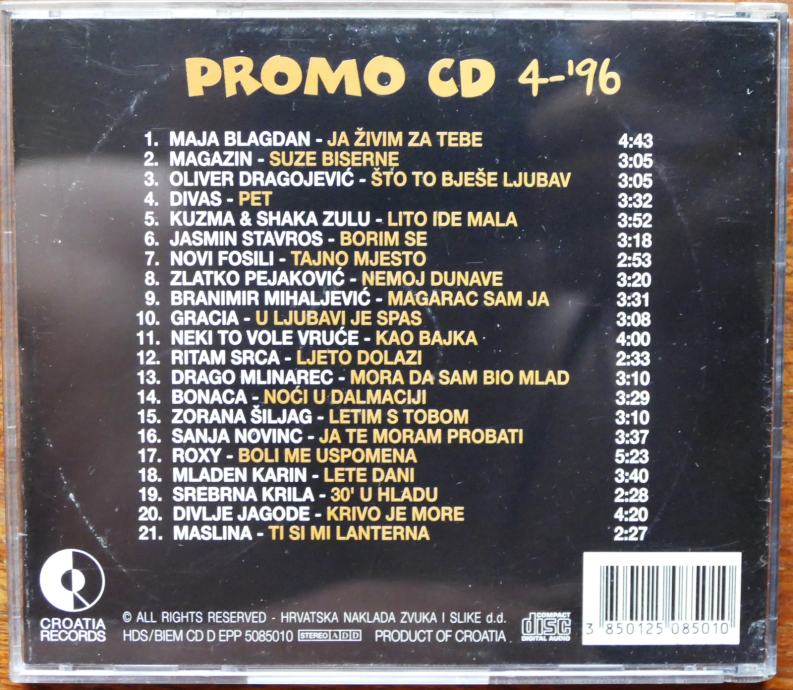 PROMO CD 4-'96
1. MAJA BLAGDAN - JA ŽIVIM ZA TEBE 4:43
2. MAGAZIN - SUZE BISERNE 3:05
3. OLIVER DRAGOJEVIĆ - ŠTO TO BJEŠE LJUBAV 3:05
4. DIVAS - PET 3:32
5. KUZMA & SHAKA ZULU - LITO IDE MALA 3:52
6. JASMIN STAVROS - BORIM SE 3:18
7. NOVI FOSILI - TAJNO MJESTO 2:53
8. ZLATKO PEJAKOVIĆ - NEMOJ DUNAVE 3:20
9. BRANIMIR MIHALJEVIĆ - MAGARAC SAM JA 3:31
10. GRACIA - U LJUBAVI JE SPAS 3:08
11. NEKI TO VOLE VRUĆE - KAO BAJKA 4:00
12. RITAM SRCA - LJETO DOLAZI 2:33
13. DRAGO MLINAREC - MORA DA SAM BIO MLAD 3:10
14. BONACA - NOĆI U DALMACIJI 3:29
15. ZORANA ŠILJAG - LETIM S TOBOM 3:10
16. SANJA NOVINC - JA TE MORAM PROBATI 3:37
17. ROXY - BOLI ME USPOMENA 5:23
18. MLADEN KARIN - LETE DANI 3:40
19. SREBRNA KRILA - 30' U HLADU 2:28
20. DIVLJE JAGODE - KRIVO JE MORE 4:20
21. MASLINA - TI SI MI LANTERNA 2:27
CROATIA
RECORDS
© ALL RIGHTS RESERVED - HRVATSKA NAKLADA ZVUKA I SLIKE d.d.
HDS/BIEM CD D EPP 5085010 STEREO ADD PRODUCT OF CROATIA
COMPACT
disc
DIGITAL AUDIO
3 850125 085010